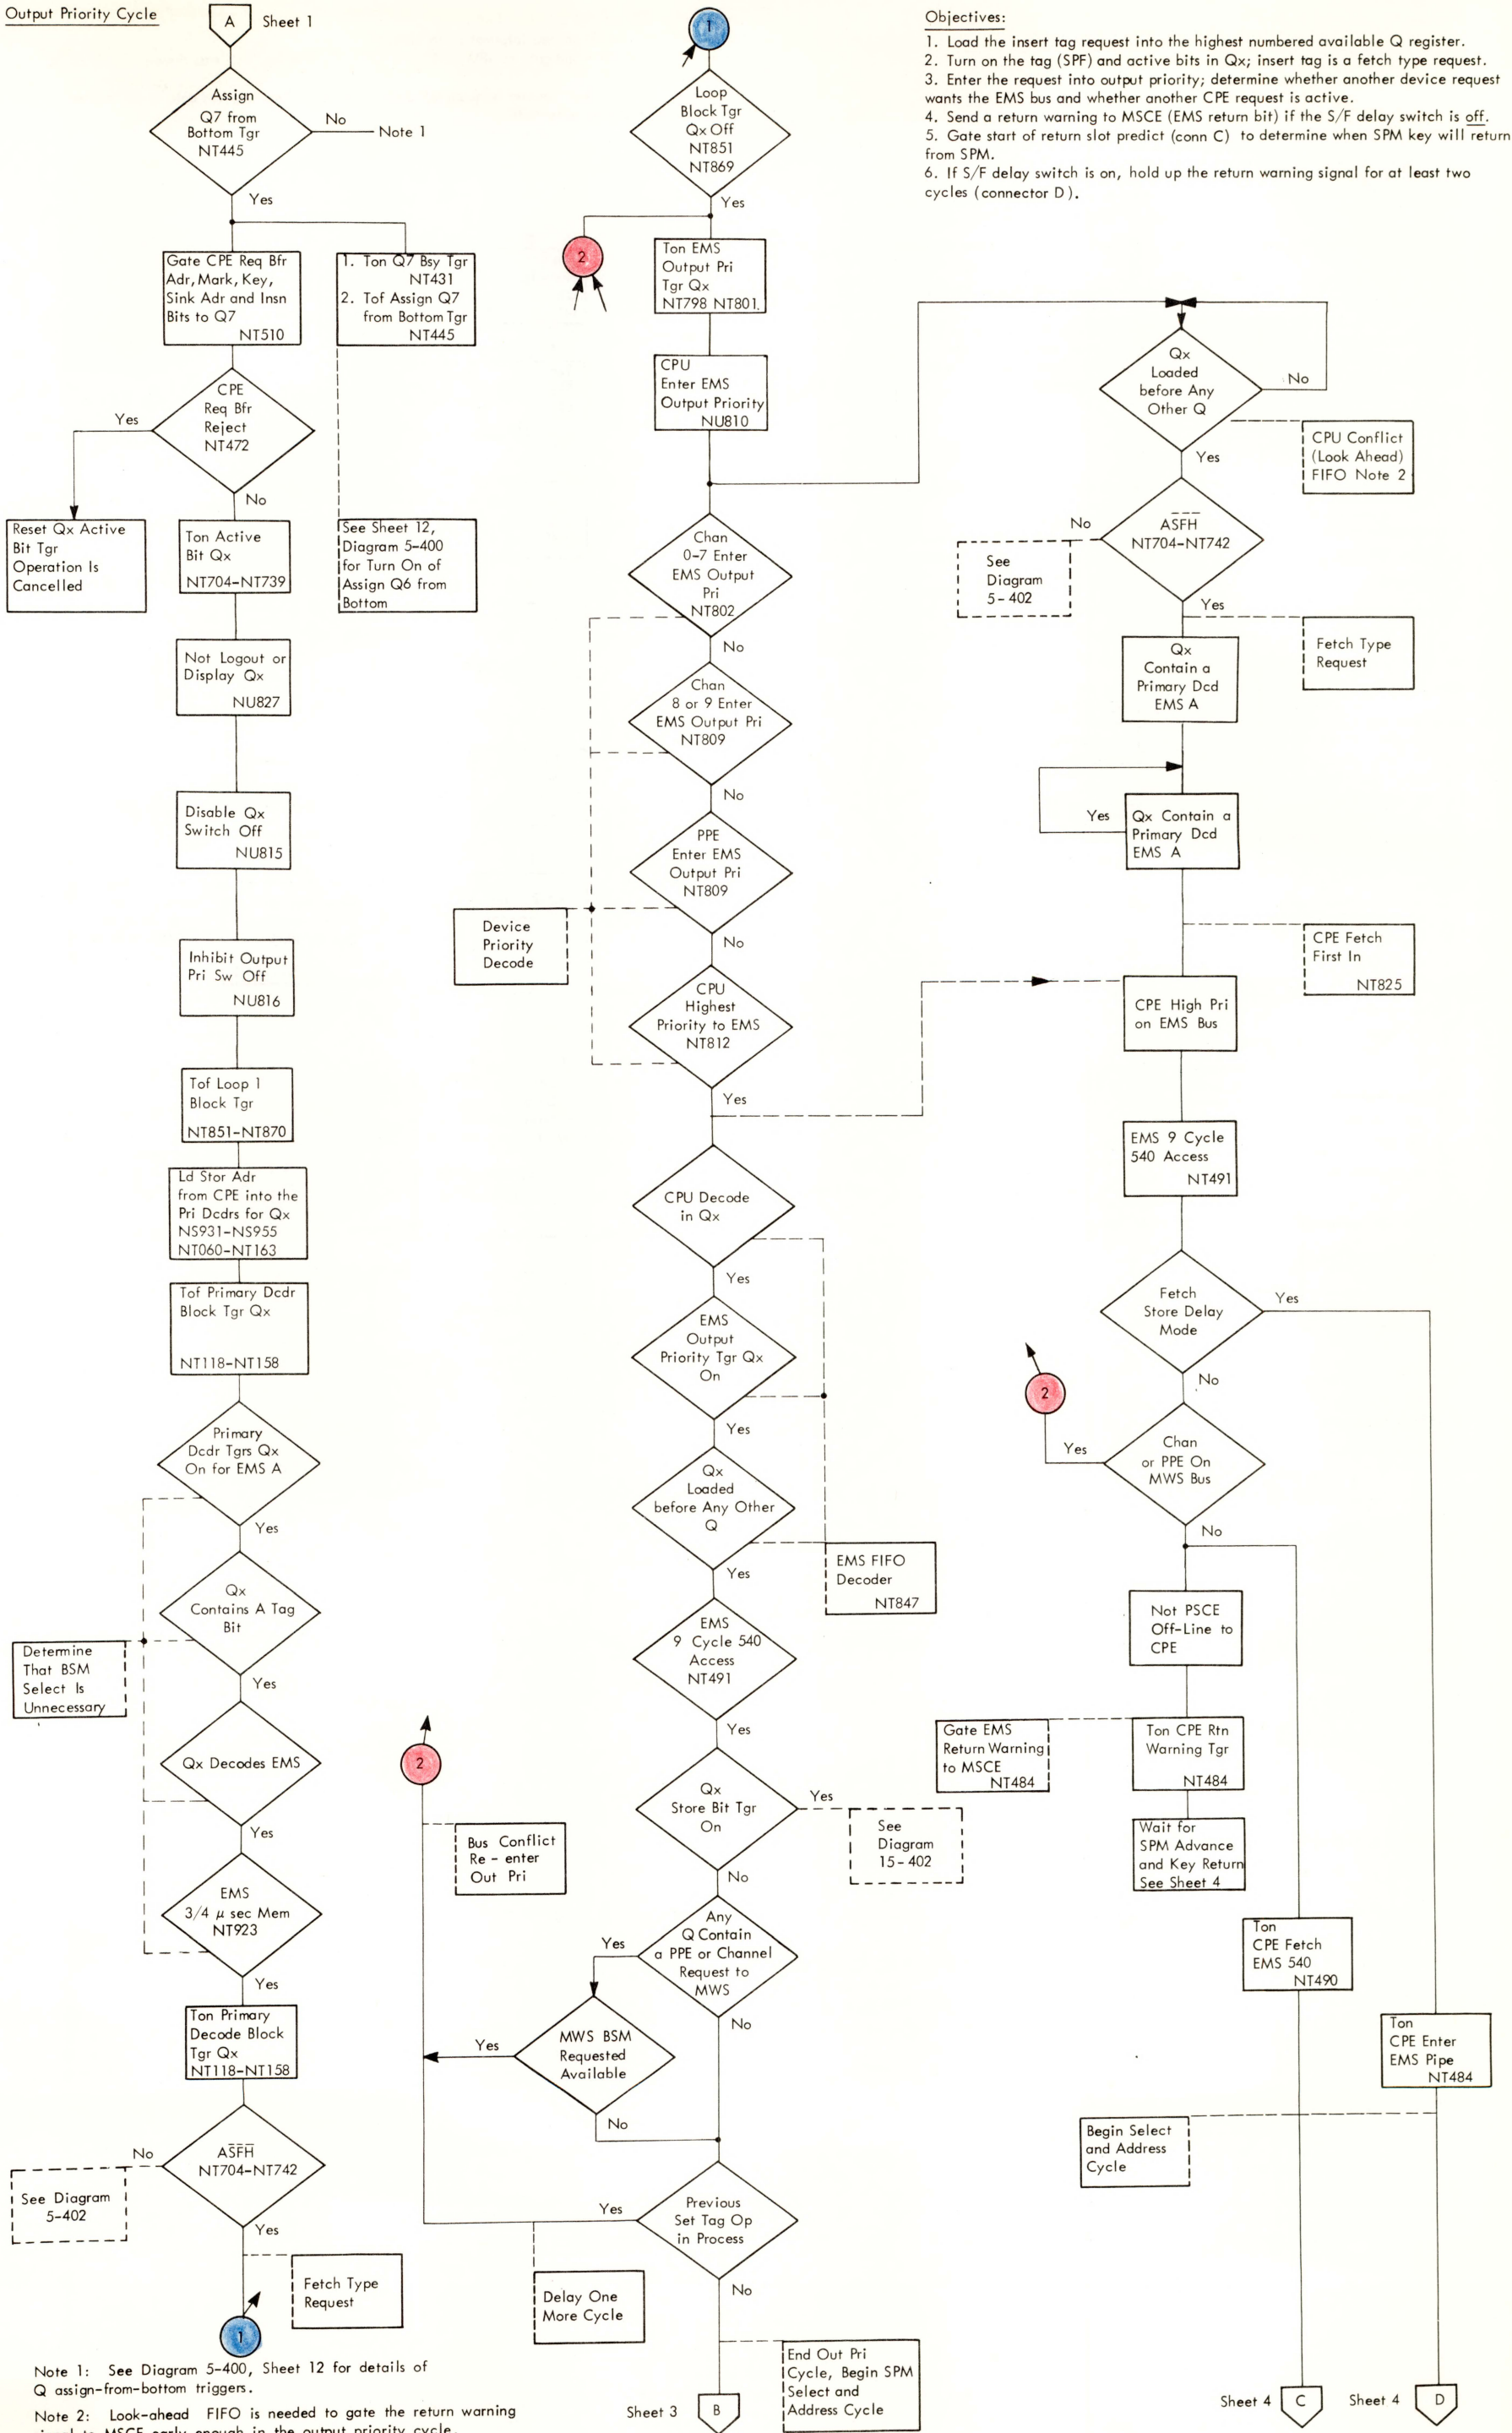 Output Priority Cycle
A
Sheet 1
Assign
Q7 from
Bottom Tgr
NT445
No
Note 1
Yes
Gate CPE Req Bfr
Adr, Mark, Key,
Sink Adr and Insn
Bits to Q7
NT510
1. Ton Q7 Bsy Tgr
NT431
2. Tof Assign Q7
from Bottom Tgr
NT445
CPE
Req Bfr
Reject
NT472
Yes
No
Reset Qx Active
Bit Tgr
Operation Is
Cancelled
Ton Active
Bit Qx
NT704-NT739
See Sheet 12,
Diagram 5-400
for Turn On of
Assign Q6 from
Bottom
Not Logout or
Display Qx
NU827
Disable Qx
Switch Off
NU815
Inhibit Output
Pri Sw Off
NU816
Tof Loop 1
Block Tgr
NT851-NT870
Ld Stor Adr
from CPE into the
Pri Dcdrs for Qx
NS931-NS955
NT060-NT163
Tof Primary Dcdr
Block Tgr Qx
NT118-NT158
Primary
Dcdr Tgrs Qx
On for EMS A
Yes
Qx
Contains A Tag
Bit
Determine
That BSM
Select Is
Unnecessary
Yes
Qx Decodes EMS
Yes
EMS
3/4 μ sec Mem
NT923
Yes
Ton Primary
Decode Block
Tgr Qx
NT118-NT158
AS̅F̅H̅
NT704-NT742
No
See Diagram
5-402
Yes
Fetch Type
Request
1
Note 1: See Diagram 5-400, Sheet 12 for details of
Q assign-from-bottom triggers.
Note 2: Look-ahead FIFO is needed to gate the return warning
signal to MSCE early enough in the output priority cycle.
1
Loop
Block Tgr
Qx Off
NT851
NT869
Yes
2
Ton EMS
Output Pri
Tgr Qx
NT798 NT801.
CPU
Enter EMS
Output Priority
NU810
Chan
0-7 Enter
EMS Output
Pri
NT802
No
Chan
8 or 9 Enter
EMS Output Pri
NT809
No
PPE
Enter EMS
Output Pri
NT809
Device
Priority
Decode
No
CPU
Highest
Priority to EMS
NT812
Yes
CPU Decode
in Qx
Yes
EMS
Output
Priority Tgr Qx
On
Yes
Qx
Loaded
before Any Other
Q
EMS FIFO
Decoder
NT847
Yes
EMS
9 Cycle 540
Access
NT491
Yes
2
Qx
Store Bit Tgr
On
Yes
See
Diagram
15-402
Bus Conflict
Re - enter
Out Pri
No
Any
Q Contain
a PPE or Channel
Request to
MWS
Yes
No
MWS BSM
Requested
Available
Yes
No
Previous
Set Tag Op
in Process
Yes
Delay One
More Cycle
No
End Out Pri
Cycle, Begin SPM
Select and
Address Cycle
Sheet 3
B
Objectives:
1. Load the insert tag request into the highest numbered available Q register.
2. Turn on the tag (SPF) and active bits in Qx; insert tag is a fetch type request.
3. Enter the request into output priority; determine whether another device request
wants the EMS bus and whether another CPE request is active.
4. Send a return warning to MSCE (EMS return bit) if the S/F delay switch is off.
5. Gate start of return slot predict (conn C) to determine when SPM key will return
from SPM.
6. If S/F delay switch is on, hold up the return warning signal for at least two
cycles (connector D).
Qx
Loaded
before Any
Other Q
No
CPU Conflict
(Look Ahead)
FIFO Note 2
Yes
AS̅F̅H̅
NT704-NT742
No
See
Diagram
5- 402
Yes
Fetch Type
Request
Qx
Contain a
Primary Dcd
EMS A
Yes
Qx Contain a
Primary Dcd
EMS A
CPE Fetch
First In
NT825
CPE High Pri
on EMS Bus
EMS 9 Cycle
540 Access
NT491
Fetch
Store Delay
Mode
Yes
No
2
Chan
or PPE On
MWS Bus
Yes
No
Not PSCE
Off-Line to
CPE
Gate EMS
Return Warning
to MSCE
NT484
Ton CPE Rtn
Warning Tgr
NT484
Wait for
SPM Advance
and Key Return
See Sheet 4
Ton
CPE Fetch
EMS 540
NT490
Ton
CPE Enter
EMS Pipe
NT484
Begin Select
and Address
Cycle
Sheet 4
C
Sheet 4
D